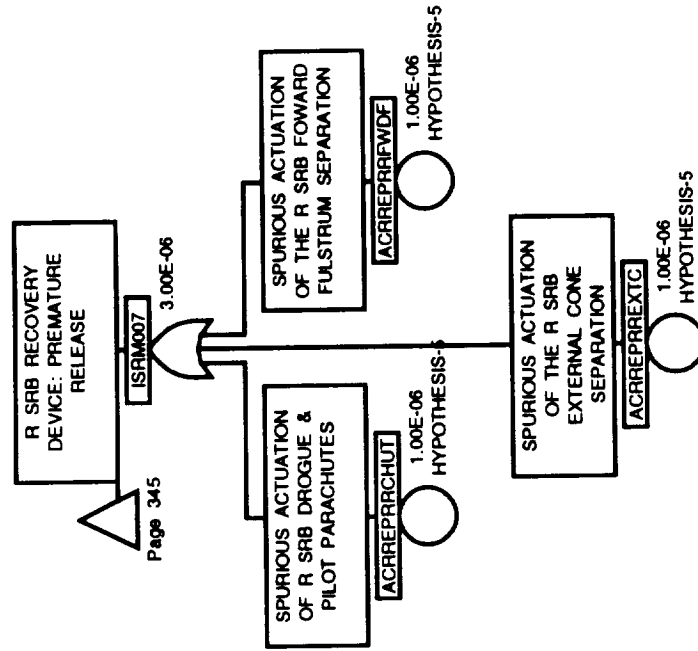 R SRB RECOVERY
DEVICE: PREMATURE
RELEASE
Page 345
ISRM007
3.00E-06
SPURIOUS ACTUATION
OF R SRB DROGUE &
PILOT PARACHUTES
ACRREPRRCHUT
1.00E-06
HYPOTHESIS-5
SPURIOUS ACTUATION
OF THE R SRB FOWARD
FULSTRUM SEPARATION
ACRREPRRFWDF
1.00E-06
HYPOTHESIS-5
SPURIOUS ACTUATION
OF THE R SRB
EXTERNAL CONE
SEPARATION
ACRREPRREXTC
1.00E-06
HYPOTHESIS-5